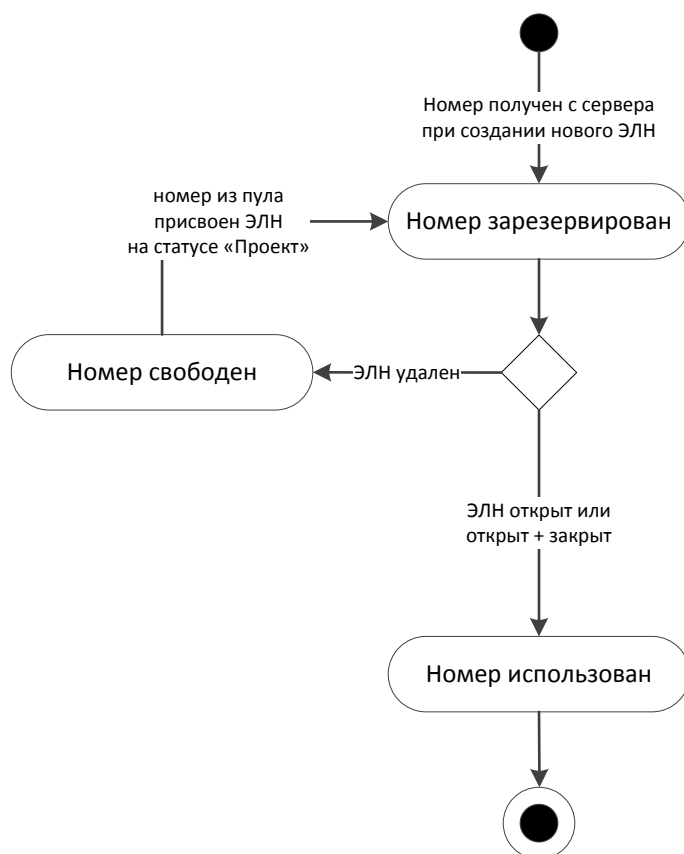 Номер получен с сервера
при создании нового ЭЛН
номер из пула
присвоен ЭЛН
на статусе «Проект»
Номер зарезервирован
Номер свободен
ЭЛН удален
ЭЛН открыт или
открыт + закрыт
Номер использован